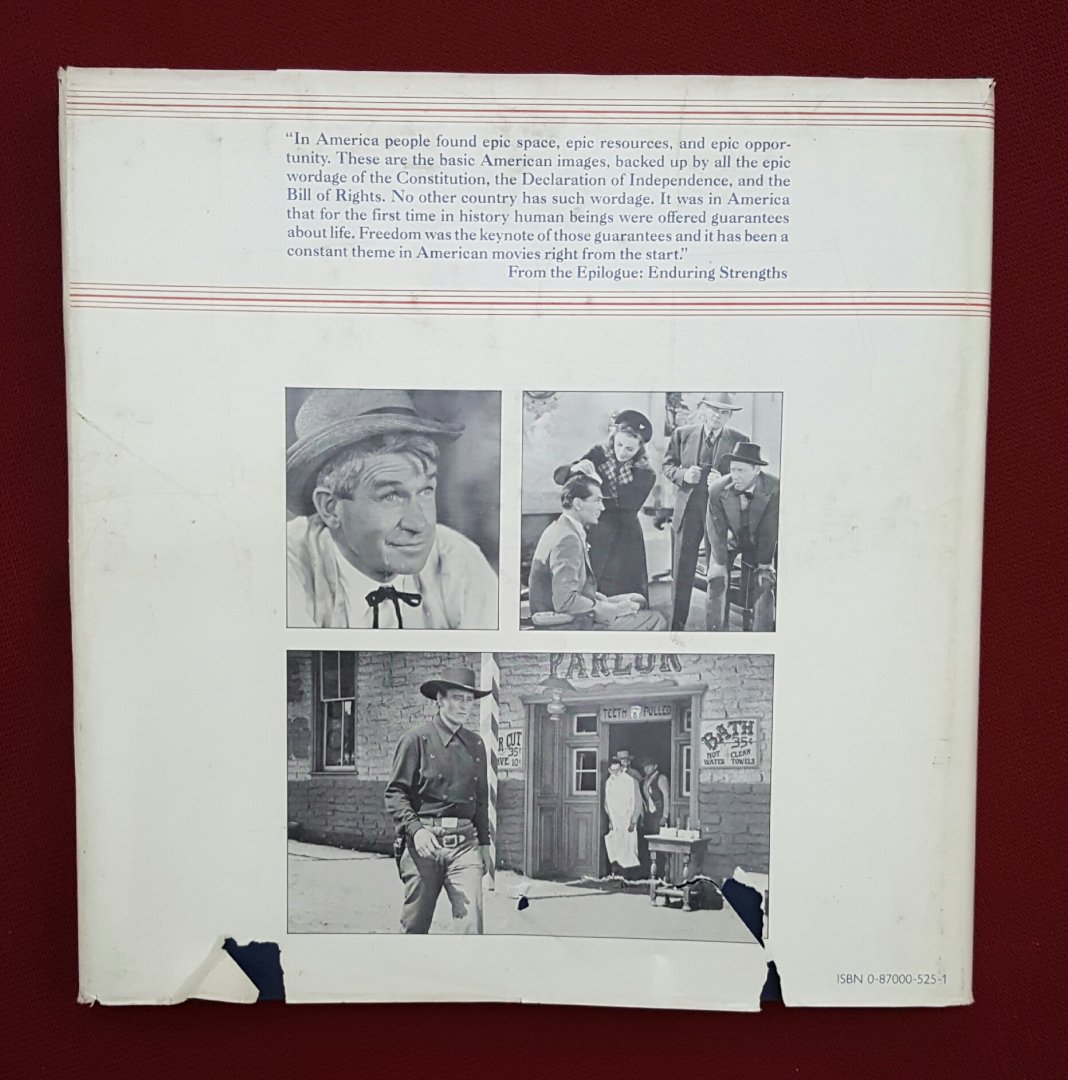 “In America people found epic space, epic resources, and epic oppor-
tunity. These are the basic American images, backed up by all the epic
wordage of the Constitution, the Declaration of Independence, and the
Bill of Rights. No other country has such wordage. It was in America
that for the first time in history human beings were offered guarantees
about life. Freedom was the keynote of those guarantees and it has been a
constant theme in American movies right from the start.”
From the Epilogue: Enduring Strengths
PARLOR
TEETH PULLED
R CUT
35¢
VE 10¢
BATH
35¢
HOT CLEAN
WATER TOWELS
ISBN 0-87000-525-1